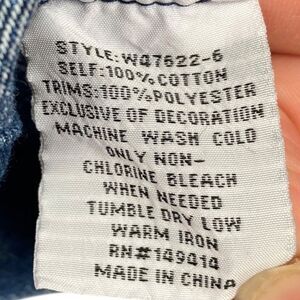 STYLE:W47622-6
SELF:100%COTTON
TRIMS:100%POLYESTER
EXCLUSIVE OF DECORATION
MACHINE WASH COLD
ONLY NON-
CHLORINE BLEACH
WHEN NEEDED
TUMBLE DRY LOW
WARM IRON
RN#149414
MADE IN CHINA